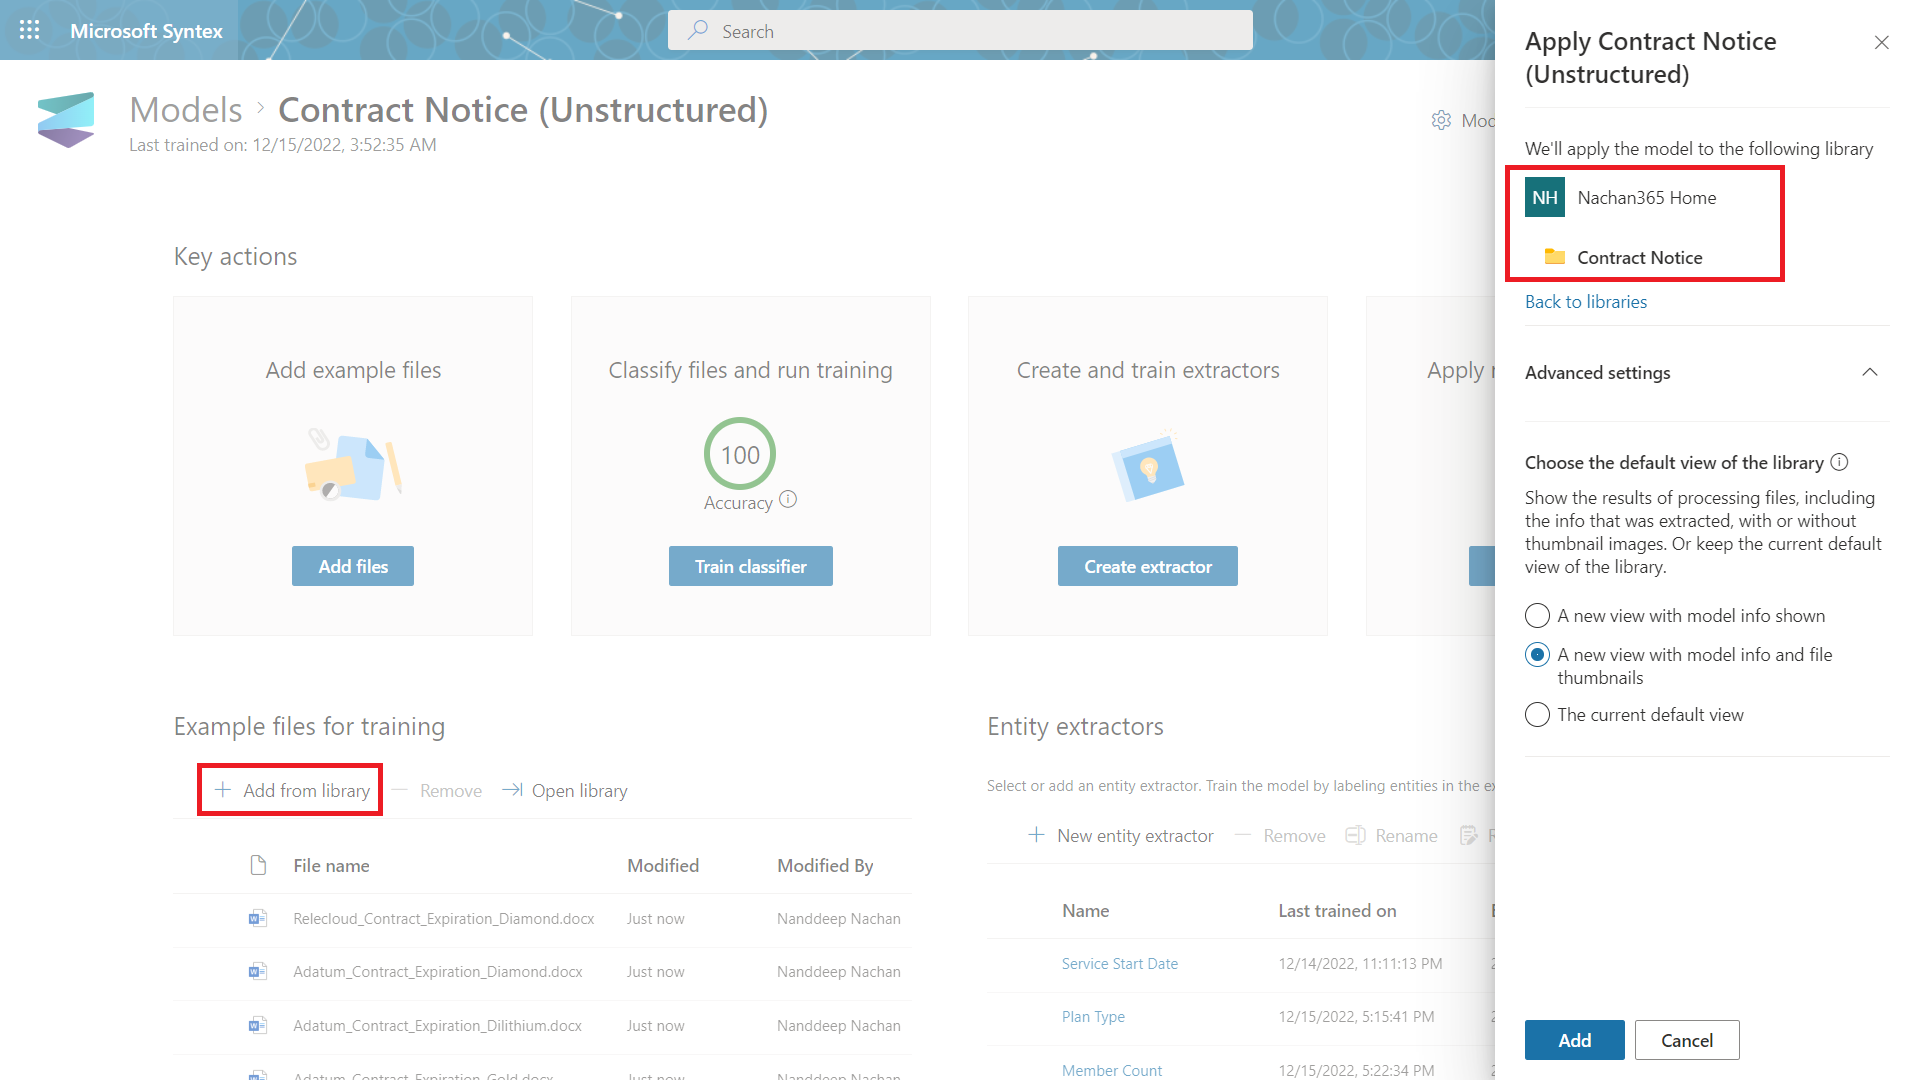 Microsoft Syntex
Search
Models > Contract Notice (Unstructured)
Last trained on: 12/15/2022, 3:52:35 AM
Key actions
Add example files
Add files
Classify files and run training
100
Accuracy
Train classifier
Create and train extractors
Create extractor
Apply
Example files for training
+ Add from library
Remove
Open library
File name Modified Modified By
Relecloud_Contract_Expiration_Diamond.docx Just now Nanddeep Nachan
Adatum_Contract_Expiration_Diamond.docx Just now Nanddeep Nachan
Adatum_Contract_Expiration_Dilithium.docx Just now Nanddeep Nachan
Adatum_Contract_Expiration_Gold.docx Just now Nanddeep Nachan
Entity extractors
Select or add an entity extractor. Train the model by labeling entities in the
+ New entity extractor
Remove
Rename
Name Last trained on
Service Start Date 12/14/2022, 11:11:13 PM
Plan Type 12/15/2022, 5:15:41 PM
Member Count 12/15/2022, 5:22:34 PM
Apply Contract Notice
(Unstructured)
We'll apply the model to the following library
NH Nachan365 Home
Contract Notice
Back to libraries
Advanced settings
Choose the default view of the library
Show the results of processing files, including
the info that was extracted, with or without
thumbnail images. Or keep the current default
view of the library.
A new view with model info shown
A new view with model info and file
thumbnails
The current default view
Add
Cancel